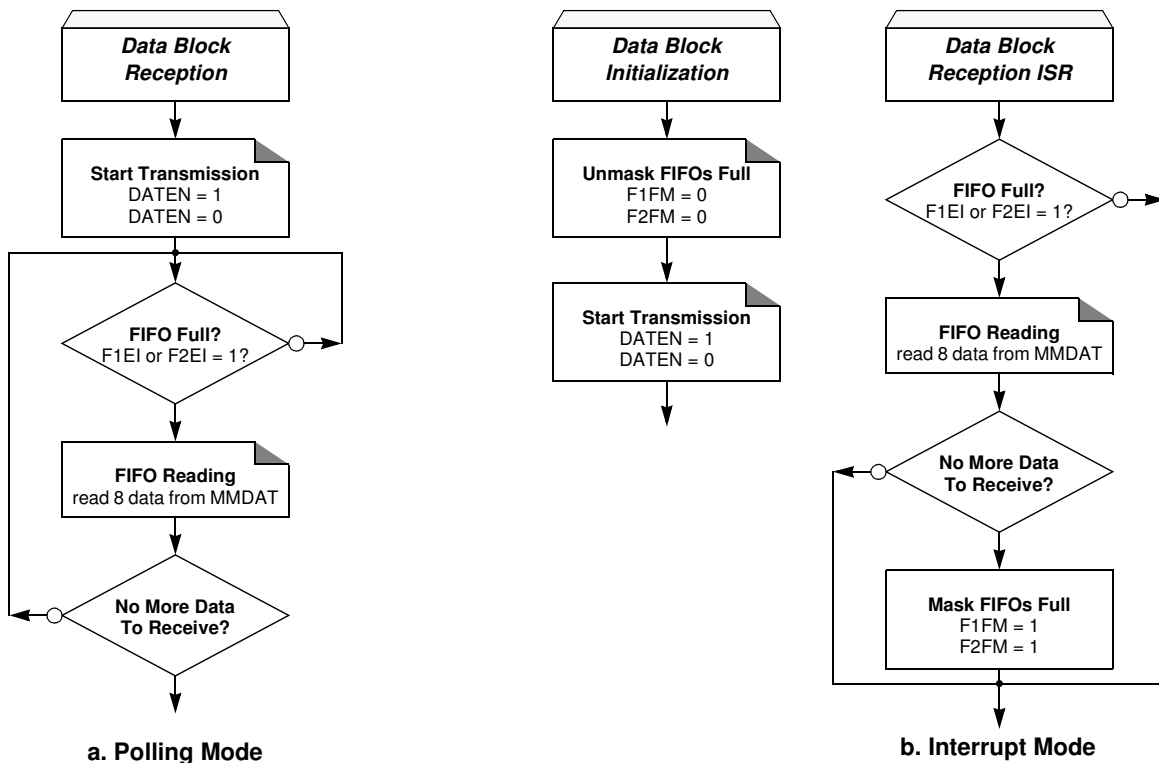 Data Block
Reception
Start Transmission
DATEN = 1
DATEN = 0
FIFO Full?
F1EI or F2EI = 1?
FIFO Reading
read 8 data from MMDAT
No More Data
To Receive?
a. Polling Mode
Data Block
Initialization
Unmask FIFOs Full
F1FM = 0
F2FM = 0
Start Transmission
DATEN = 1
DATEN = 0
Data Block
Reception ISR
FIFO Full?
F1EI or F2EI = 1?
FIFO Reading
read 8 data from MMDAT
No More Data
To Receive?
Mask FIFOs Full
F1FM = 1
F2FM = 1
b. Interrupt Mode